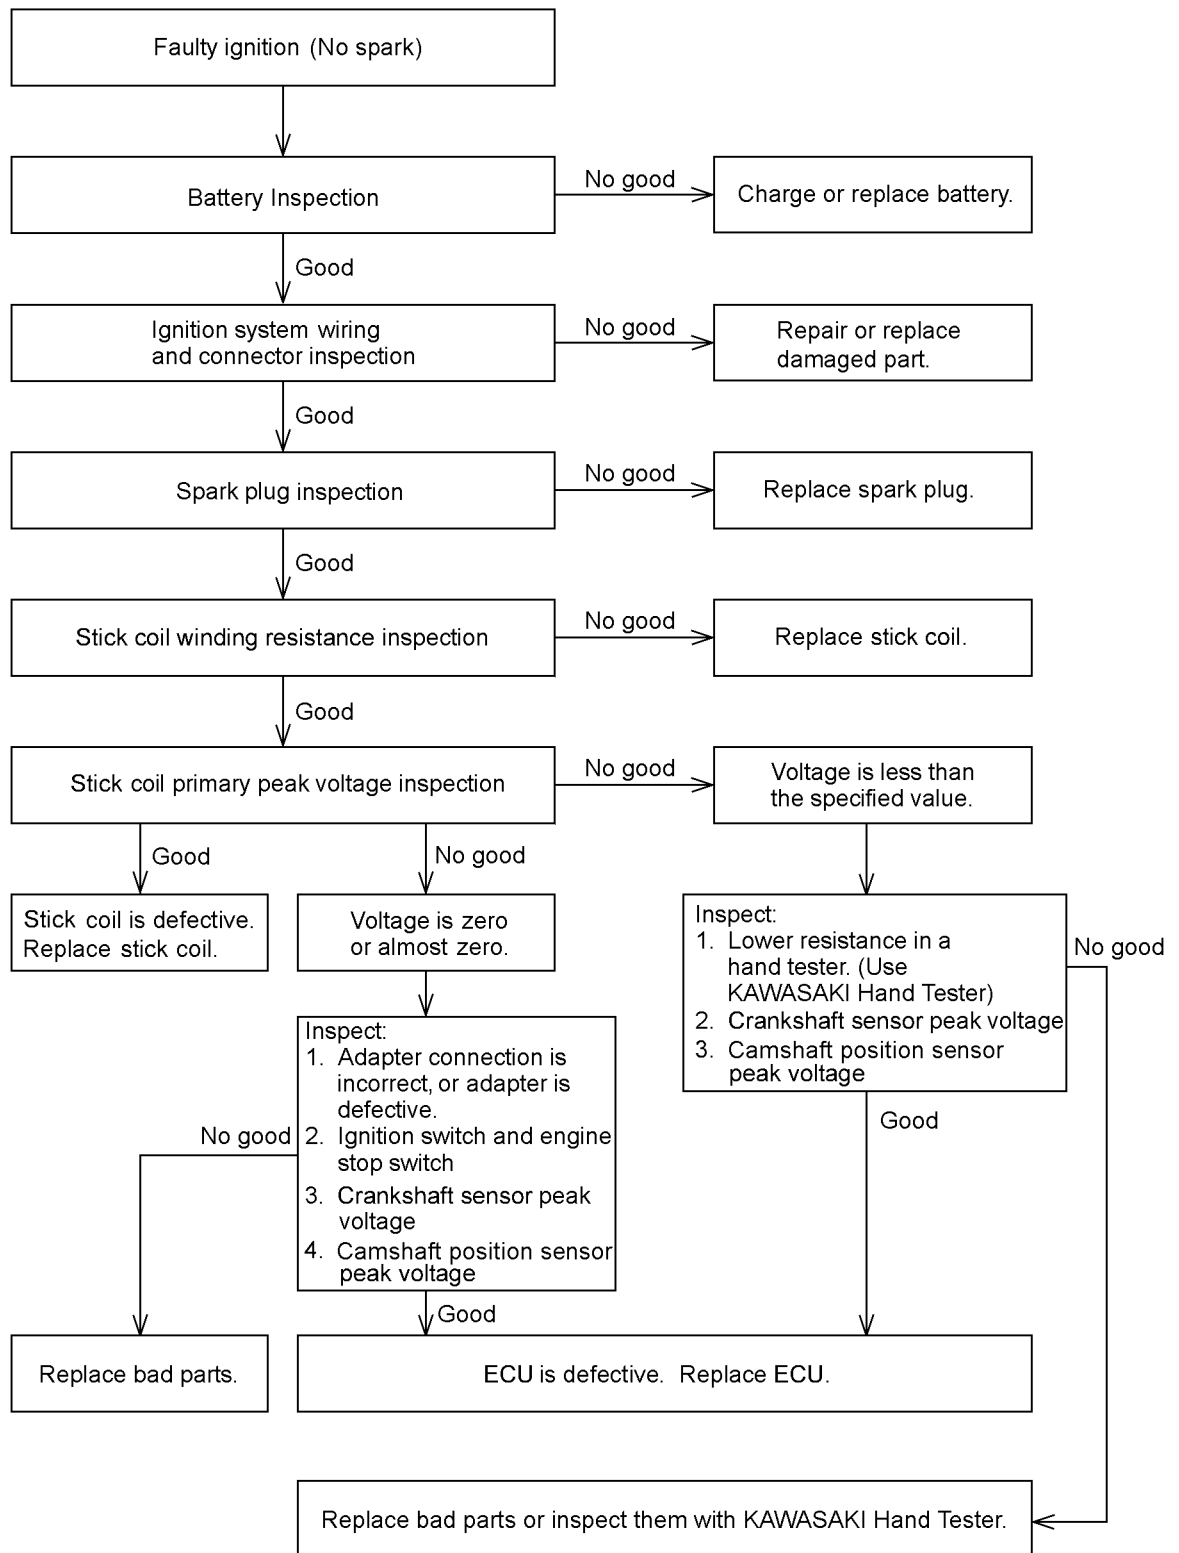 Faulty ignition (No spark)
Battery Inspection
No good
Charge or replace battery.
Good
Ignition system wiring
and connector inspection
No good
Repair or replace
damaged part.
Good
Spark plug inspection
No good
Replace spark plug.
Good
Stick coil winding resistance inspection
No good
Replace stick coil.
Good
Stick coil primary peak voltage inspection
No good
Voltage is less than
the specified value.
Good
No good
Stick coil is defective.
Replace stick coil.
Voltage is zero
or almost zero.
Inspect:
1. Lower resistance in a
hand tester. (Use
KAWASAKI Hand Tester)
2. Crankshaft sensor peak voltage
3. Camshaft position sensor
peak voltage
No good
Inspect:
1. Adapter connection is
incorrect, or adapter is
defective.
2. Ignition switch and engine
stop switch
3. Crankshaft sensor peak
voltage
4. Camshaft position sensor
peak voltage
No good
Good
Good
Replace bad parts.
ECU is defective. Replace ECU.
Replace bad parts or inspect them with KAWASAKI Hand Tester.